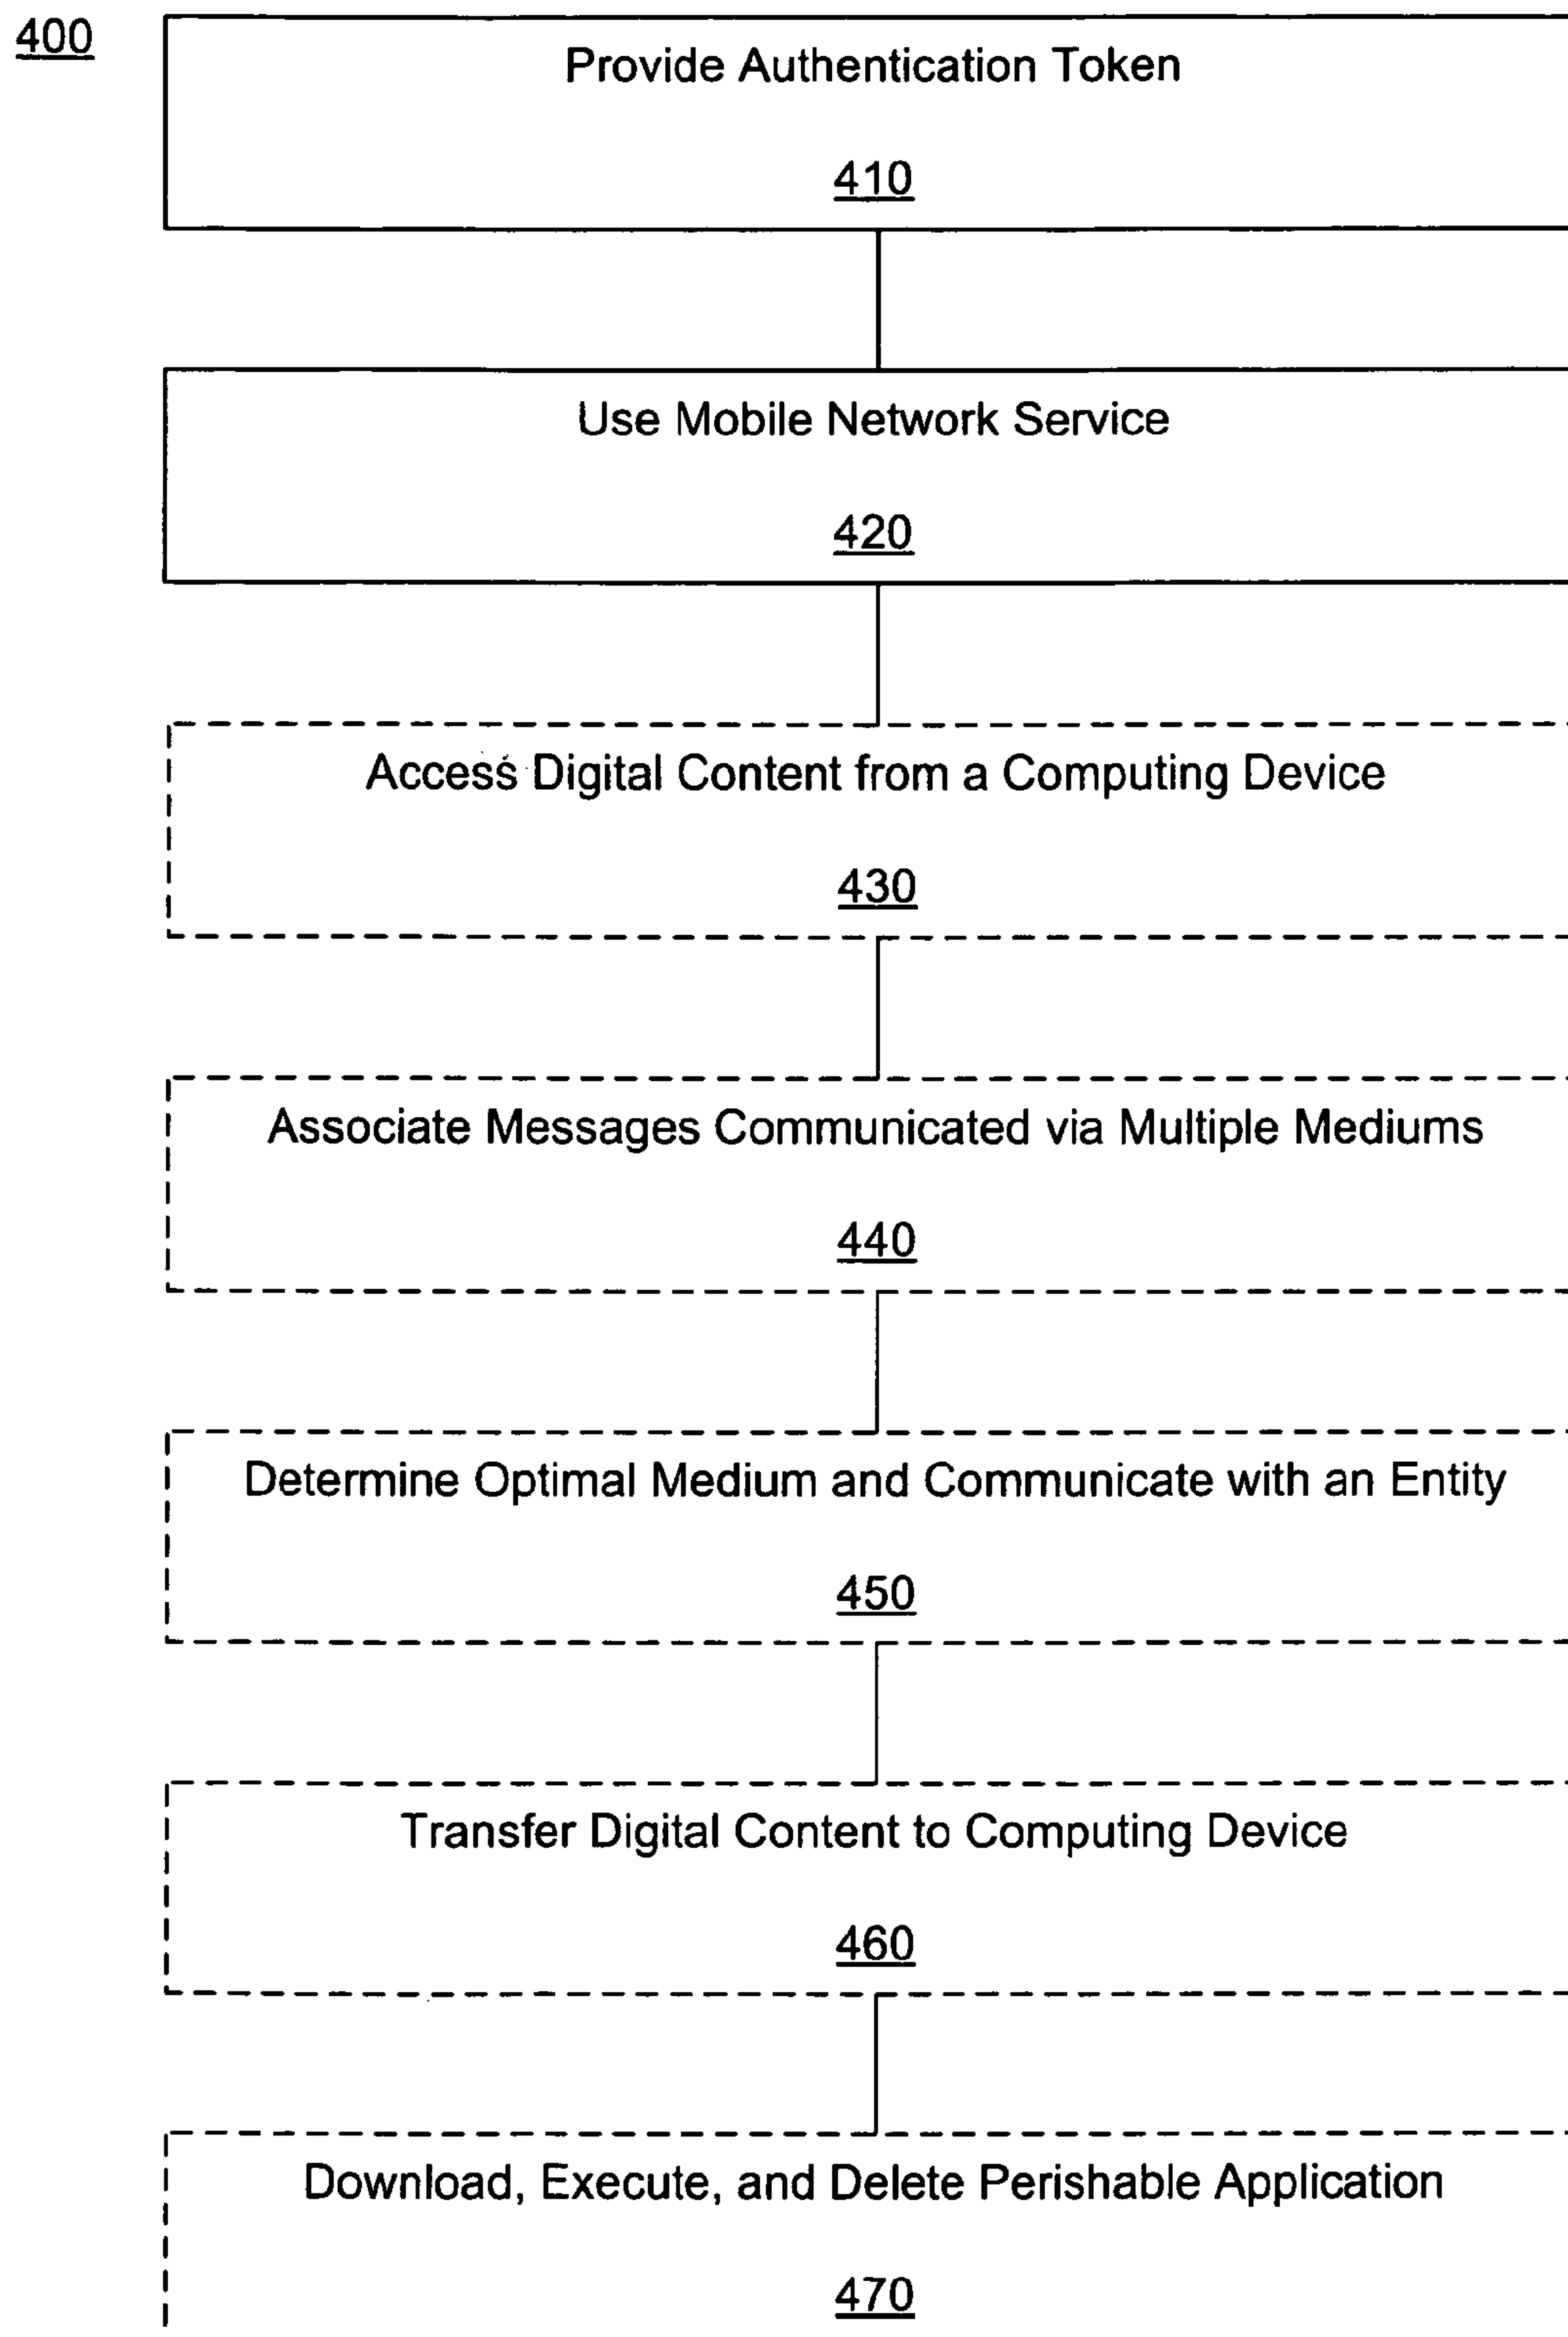 400
Provide Authentication Token
410
Use Mobile Network Service
420
Access Digital Content from a Computing Device
430
Associate Messages Communicated via Multiple Mediums
440
Determine Optimal Medium and Communicate with an Entity
450
Transfer Digital Content to Computing Device
460
Download, Execute, and Delete Perishable Application
470